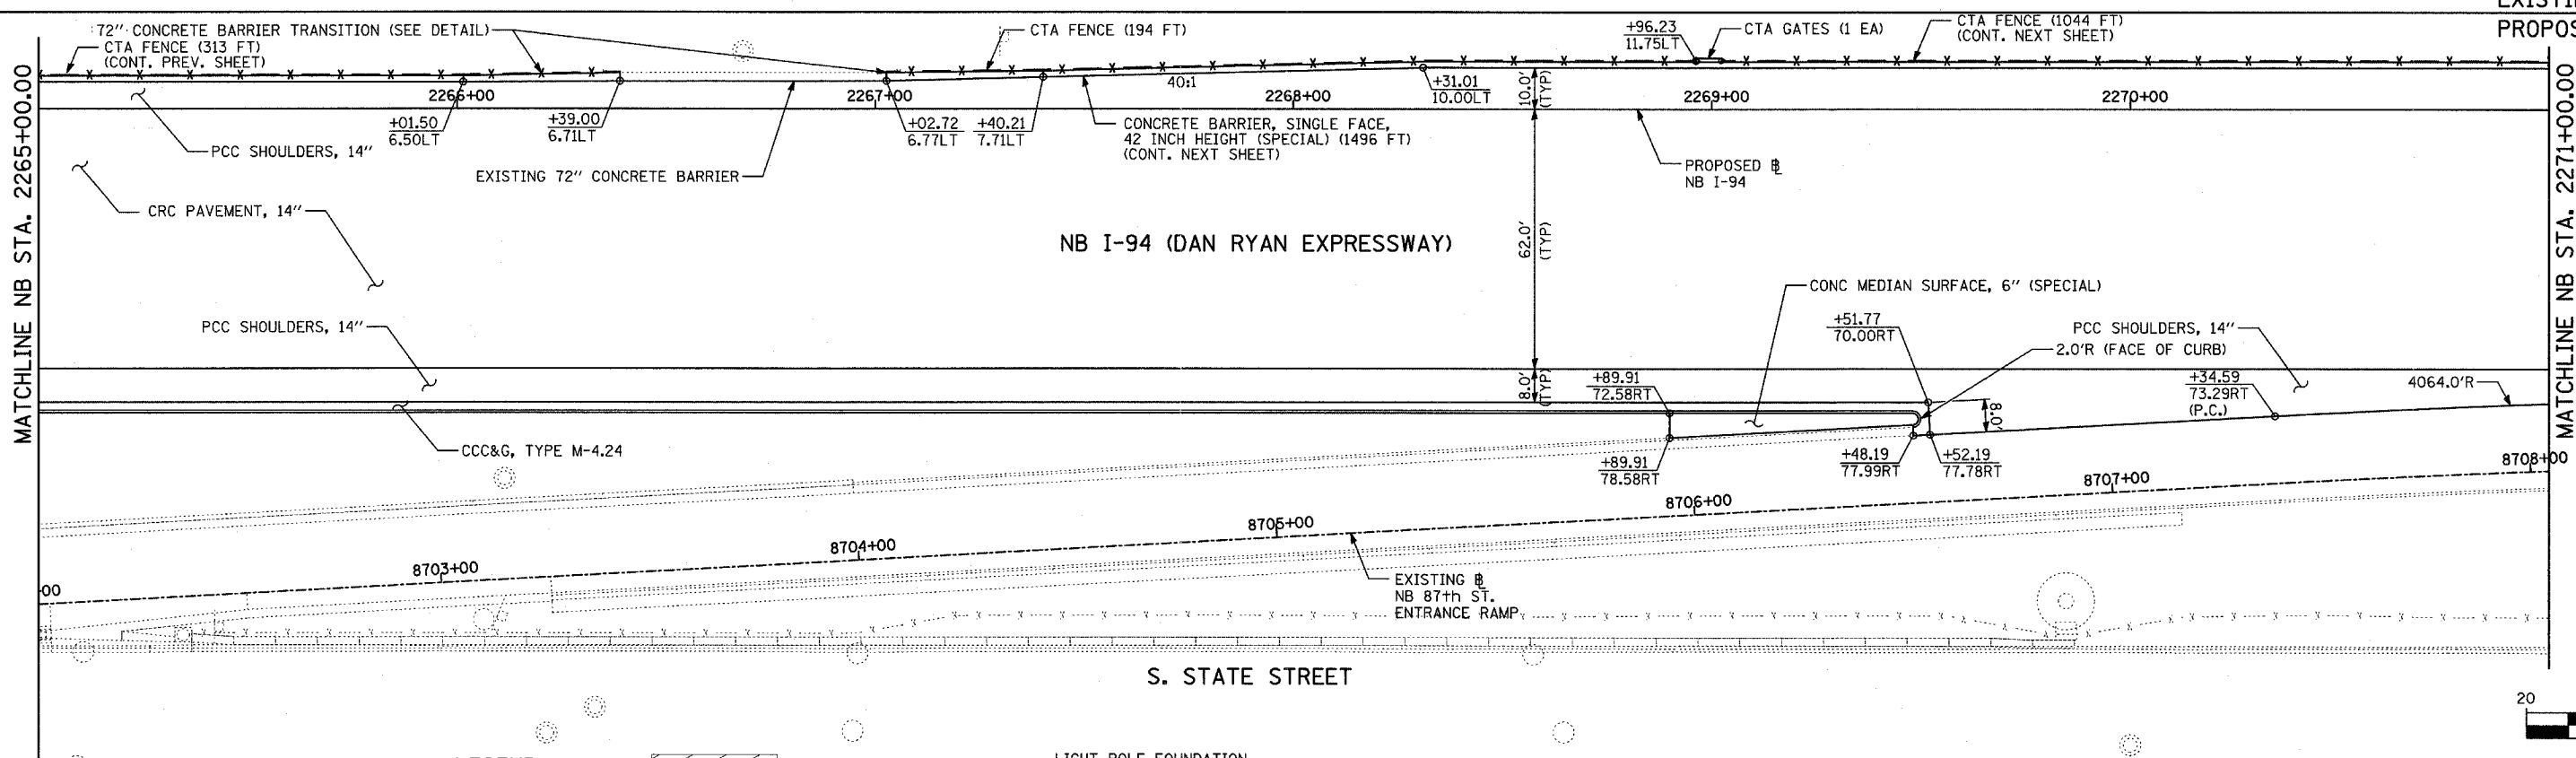 EXISTI
PROPOS
72" CONCRETE BARRIER TRANSITION (SEE DETAIL)
CTA FENCE (313 FT)
(CONT. PREV. SHEET)
CTA FENCE (194 FT)
+96.23
11.75LT
CTA GATES (1 EA)
CTA FENCE (1044 FT)
(CONT. NEXT SHEET)
MATCHLINE NB STA. 2265+00.00
2266+00
2267+00
40:1
2268+00
+31.01
10.00LT
10.0'
(TYP)
2269+00
2270+00
MATCHLINE NB STA. 2271+00.00
+01.50
6.50LT
+39.00
6.71LT
+02.72
6.77LT
+40.21
7.71LT
CONCRETE BARRIER, SINGLE FACE,
42 INCH HEIGHT (SPECIAL) (1496 FT)
(CONT. NEXT SHEET)
PCC SHOULDERS, 14"
EXISTING 72" CONCRETE BARRIER
PROPOSED ℄
NB I-94
CRC PAVEMENT, 14"
NB I-94 (DAN RYAN EXPRESSWAY)
62.0'
(TYP)
CONC MEDIAN SURFACE, 6" (SPECIAL)
PCC SHOULDERS, 14"
+51.77
70.00RT
PCC SHOULDERS, 14"
2.0'R (FACE OF CURB)
8.0'
(TYP)
+89.91
72.58RT
8.0'
+34.59
73.29RT
(P.C.)
4064.0'R
CCC&G, TYPE M-4.24
+89.91
78.58RT
+48.19
77.99RT
+52.19
77.78RT
8703+00
8704+00
8705+00
8706+00
8707+00
8708+00
00
EXISTING ℄
NB 87th ST.
ENTRANCE RAMP
S. STATE STREET
20
LEGEND
LIGHT POLE FOUNDATION